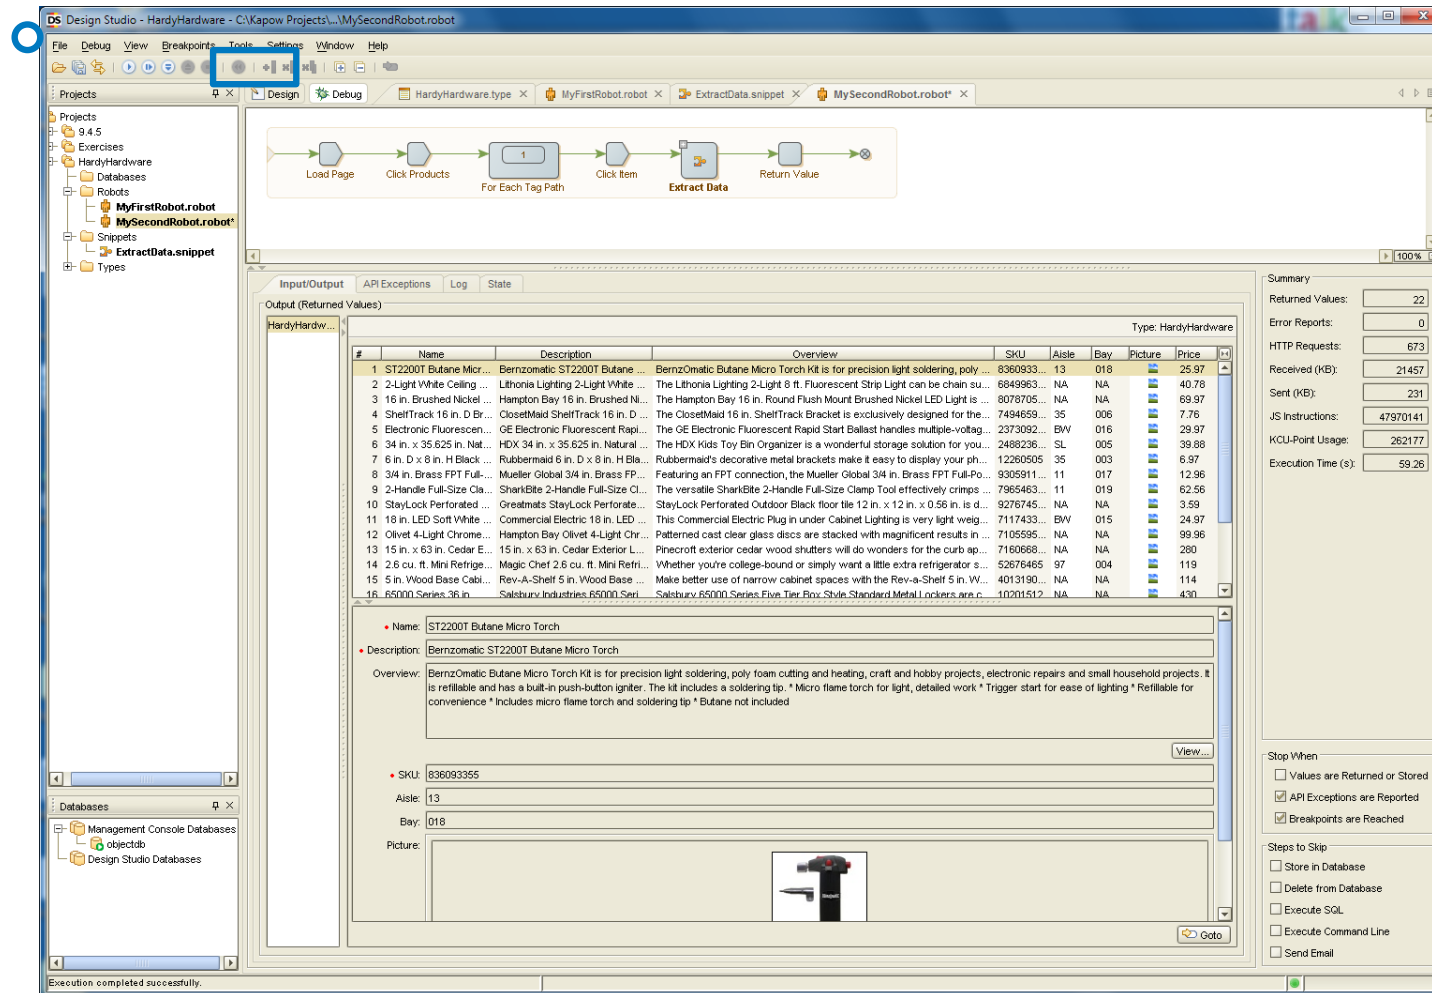 Design Studio - HardyHardware - C:\Kapow Projects\...\MySecondRobot.robot
File Debug View Breakpoints Tools Settings Window Help
Projects
Design Debug HardyHardware.type MyFirstRobot.robot ExtractData.snippet MySecondRobot.robot*
Projects
9.4.5
Exercises
HardyHardware
Databases
Robots
MyFirstRobot.robot
MySecondRobot.robot*
Snippets
ExtractData.snippet
Types
1
Load Page Click Products For Each Tag Path Click Item Extract Data Return Value
100%
Input/Output API Exceptions Log State
Output (Returned Values)
HardyHardw...
Type: HardyHardware
# Name Description Overview SKU Aisle Bay Picture Price
1 ST2200T Butane Micr... Bernzomatic ST2200T Butane ... BernzOmatic Butane Micro Torch Kit is for precision light soldering, poly ... 8360933... 13 018 25.97
2 2-Light White Ceiling ... Lithonia Lighting 2-Light White ... The Lithonia Lighting 2-Light 8 ft. Fluorescent Strip Light can be chain su... 6849963... NA NA 40.78
3 16 in. Brushed Nickel ... Hampton Bay 16 in. Brushed Ni... The Hampton Bay 16 in. Round Flush Mount Brushed Nickel LED Light is ... 8078705... NA NA 69.97
4 ShelfTrack 16 in. D Br... ClosetMaid ShelfTrack 16 in. D ... The ClosetMaid 16 in. ShelfTrack Bracket is exclusively designed for the... 7494659... 35 006 7.76
5 Electronic Fluorescen... GE Electronic Fluorescent Rapi... The GE Electronic Fluorescent Rapid Start Ballast handles multiple-voltag... 2373092... BW 016 29.97
6 34 in. x 35.625 in. Nat... HDX 34 in. x 35.625 in. Natural ... The HDX Kids Toy Bin Organizer is a wonderful storage solution for you... 2488236... SL 005 39.88
7 6 in. D x 8 in. H Black ... Rubbermaid 6 in. D x 8 in. H Bla... Rubbermaid's decorative metal brackets make it easy to display your ph... 12260505 35 003 6.97
8 3/4 in. Brass FPT Full-... Mueller Global 3/4 in. Brass FP... Featuring an FPT connection, the Mueller Global 3/4 in. Brass FPT Full-Po... 9305911... 11 017 12.96
9 2-Handle Full-Size Cla... SharkBite 2-Handle Full-Size Cl... The versatile SharkBite 2-Handle Full-Size Clamp Tool effectively crimps ... 7965463... 11 019 62.56
10 StayLock Perforated ... Greatmats StayLock Perforate... StayLock Perforated Outdoor Black floor tile 12 in. x 12 in. x 0.56 in. is d... 9276745... NA NA 3.59
11 18 in. LED Soft White ... Commercial Electric 18 in. LED ... This Commercial Electric Plug in under Cabinet Lighting is very light weig... 7117433... BW 015 24.97
12 Olivet 4-Light Chrome... Hampton Bay Olivet 4-Light Chr... Patterned cast clear glass discs are stacked with magnificent results in ... 7105595... NA NA 99.96
13 15 in. x 63 in. Cedar E... 15 in. x 63 in. Cedar Exterior L... Pinecroft exterior cedar wood shutters will do wonders for the curb ap... 7160668... NA NA 280
14 2.6 cu. ft. Mini Refrige... Magic Chef 2.6 cu. ft. Mini Refrige... Whether you're college-bound or simply want a little extra refrigerator s... 52676465 97 004 119
15 5 in. Wood Base Cabi... Rev-A-Shelf 5 in. Wood Base ... Make better use of narrow cabinet spaces with the Rev-a-Shelf 5 in. W... 4013190... NA NA 114
16 65000 Series 36 in Salsbury Industries 65000 Seri Salsbury 65000 Series Five Tier Box Style Standard Metal Lockers are c 10201512 NA NA 430
Name: ST2200T Butane Micro Torch
Description: Bernzomatic ST2200T Butane Micro Torch
Overview: BernzOmatic Butane Micro Torch Kit is for precision light soldering, poly foam cutting and heating, craft and hobby projects, electronic repairs and small household projects. It
is refillable and has a built-in push-button igniter. The kit includes a soldering tip. * Micro flame torch for light, detailed work * Trigger start for ease of lighting * Refillable for
convenience * Includes micro flame torch and soldering tip * Butane not included
View...
SKU: 836093355
Aisle: 13
Bay: 018
Picture:
Goto
Summary
Returned Values: 22
Error Reports: 0
HTTP Requests: 673
Received (KB): 21457
Sent (KB): 231
JS Instructions: 47970141
KCU-Point Usage: 262177
Execution Time (s): 59.26
Stop When
Values are Returned or Stored
API Exceptions are Reported
Breakpoints are Reached
Steps to Skip
Store in Database
Delete from Database
Execute SQL
Execute Command Line
Send Email
Databases
Management Console Databases
objectdb
Design Studio Databases
Execution completed successfully.